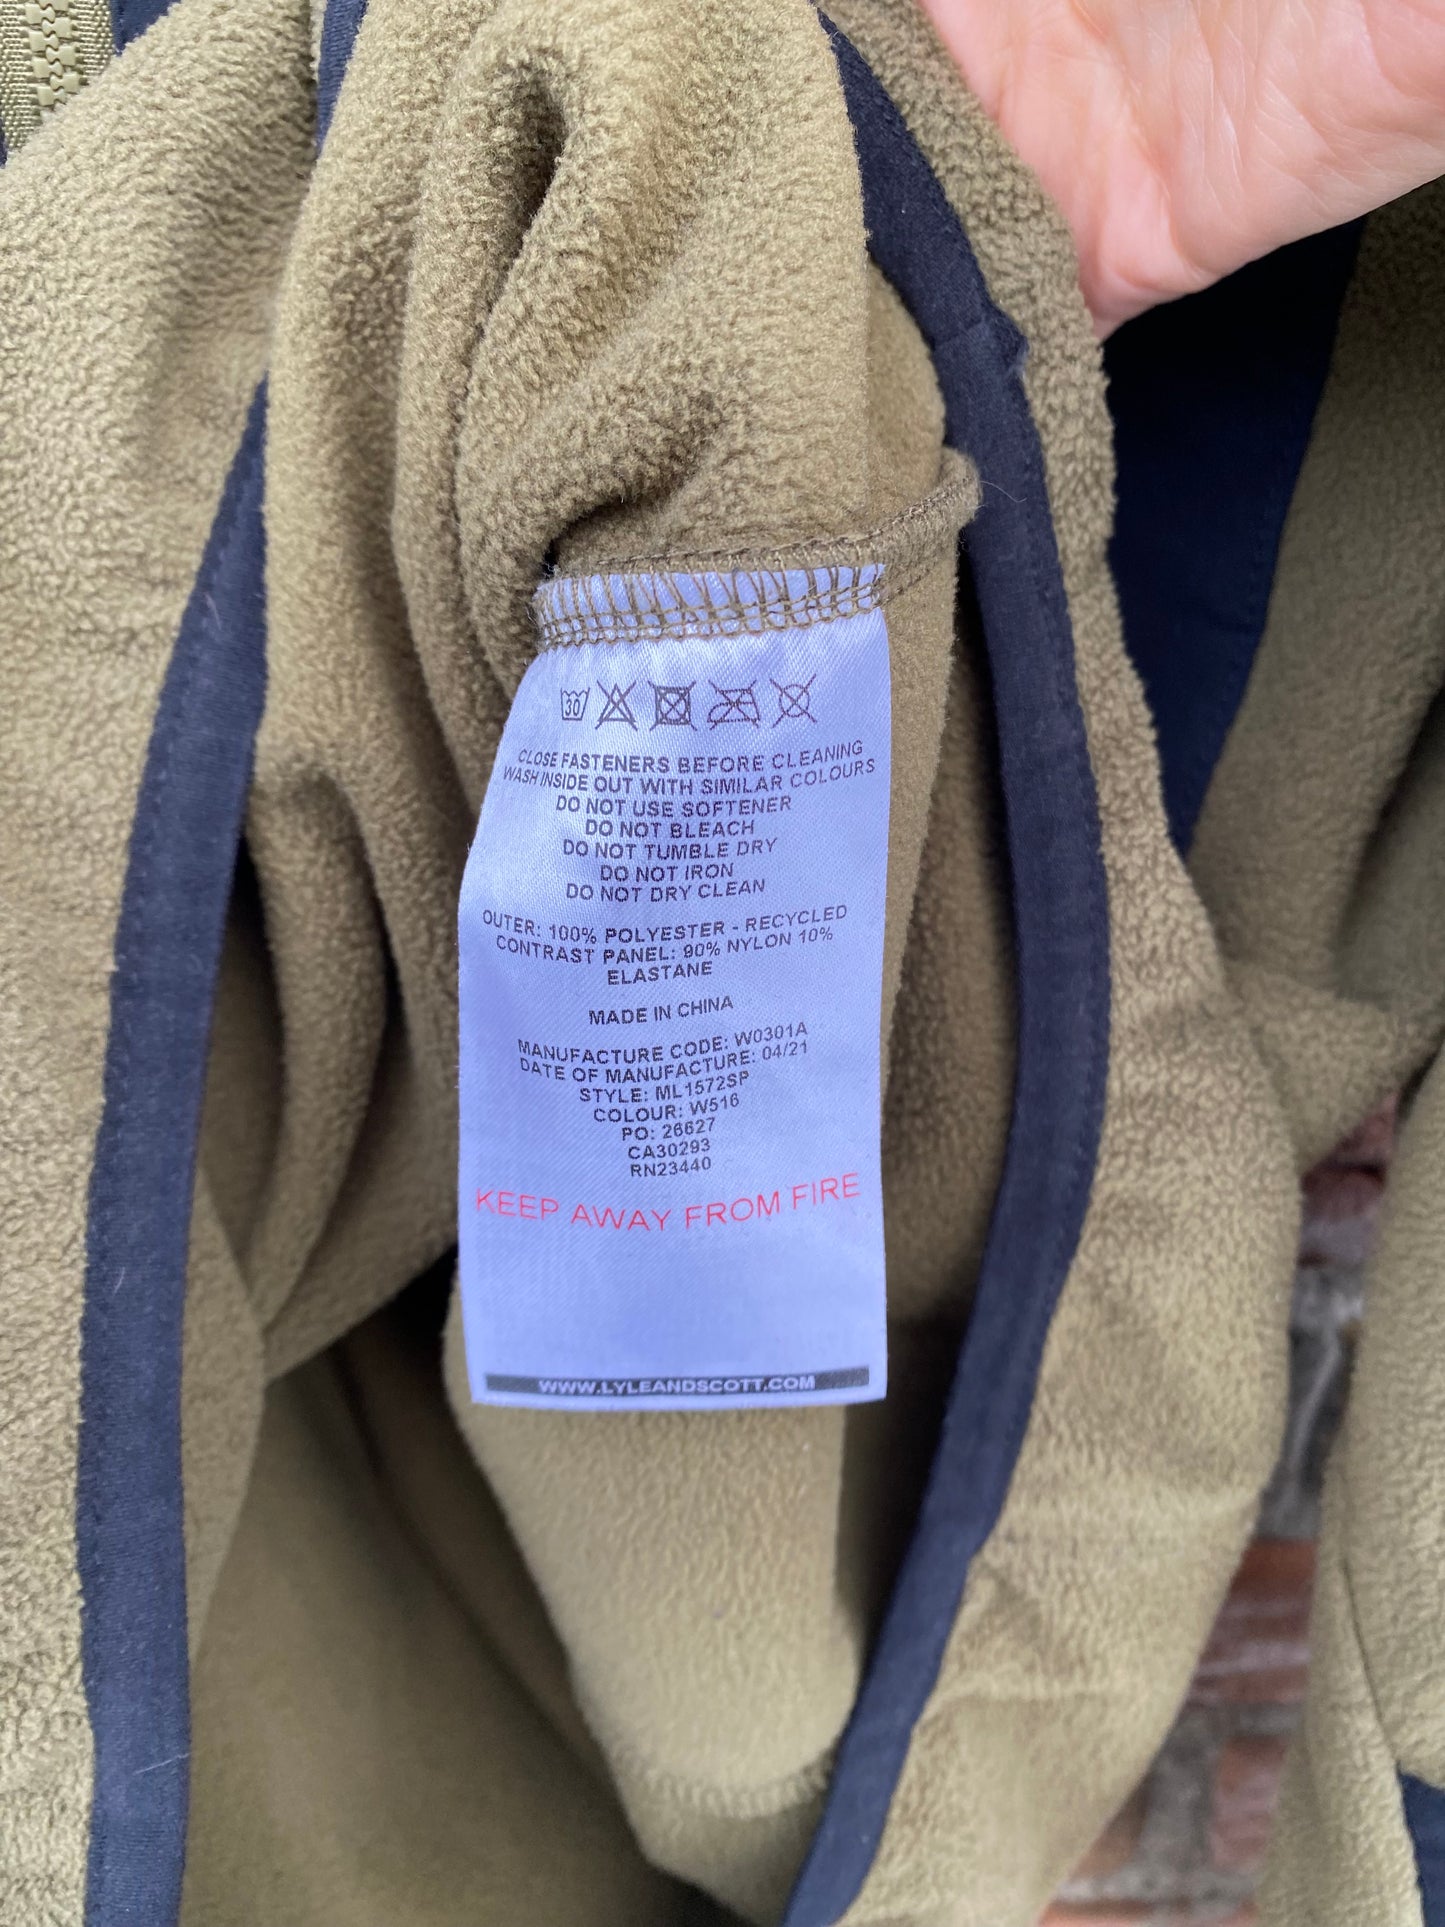 30
CLOSE FASTENERS BEFORE CLEANING
WASH INSIDE OUT WITH SIMILAR COLOURS
DO NOT USE SOFTENER
DO NOT BLEACH
DO NOT TUMBLE DRY
DO NOT IRON
DO NOT DRY CLEAN
OUTER: 100% POLYESTER - RECYCLED
CONTRAST PANEL: 90% NYLON 10%
ELASTANE
MADE IN CHINA
MANUFACTURE CODE: W0301A
DATE OF MANUFACTURE: 04/21
STYLE: ML1572SP
COLOUR: W516
PO: 26627
CA30293
RN23440
KEEP AWAY FROM FIRE
WWW.LYLEANDSCOTT.COM